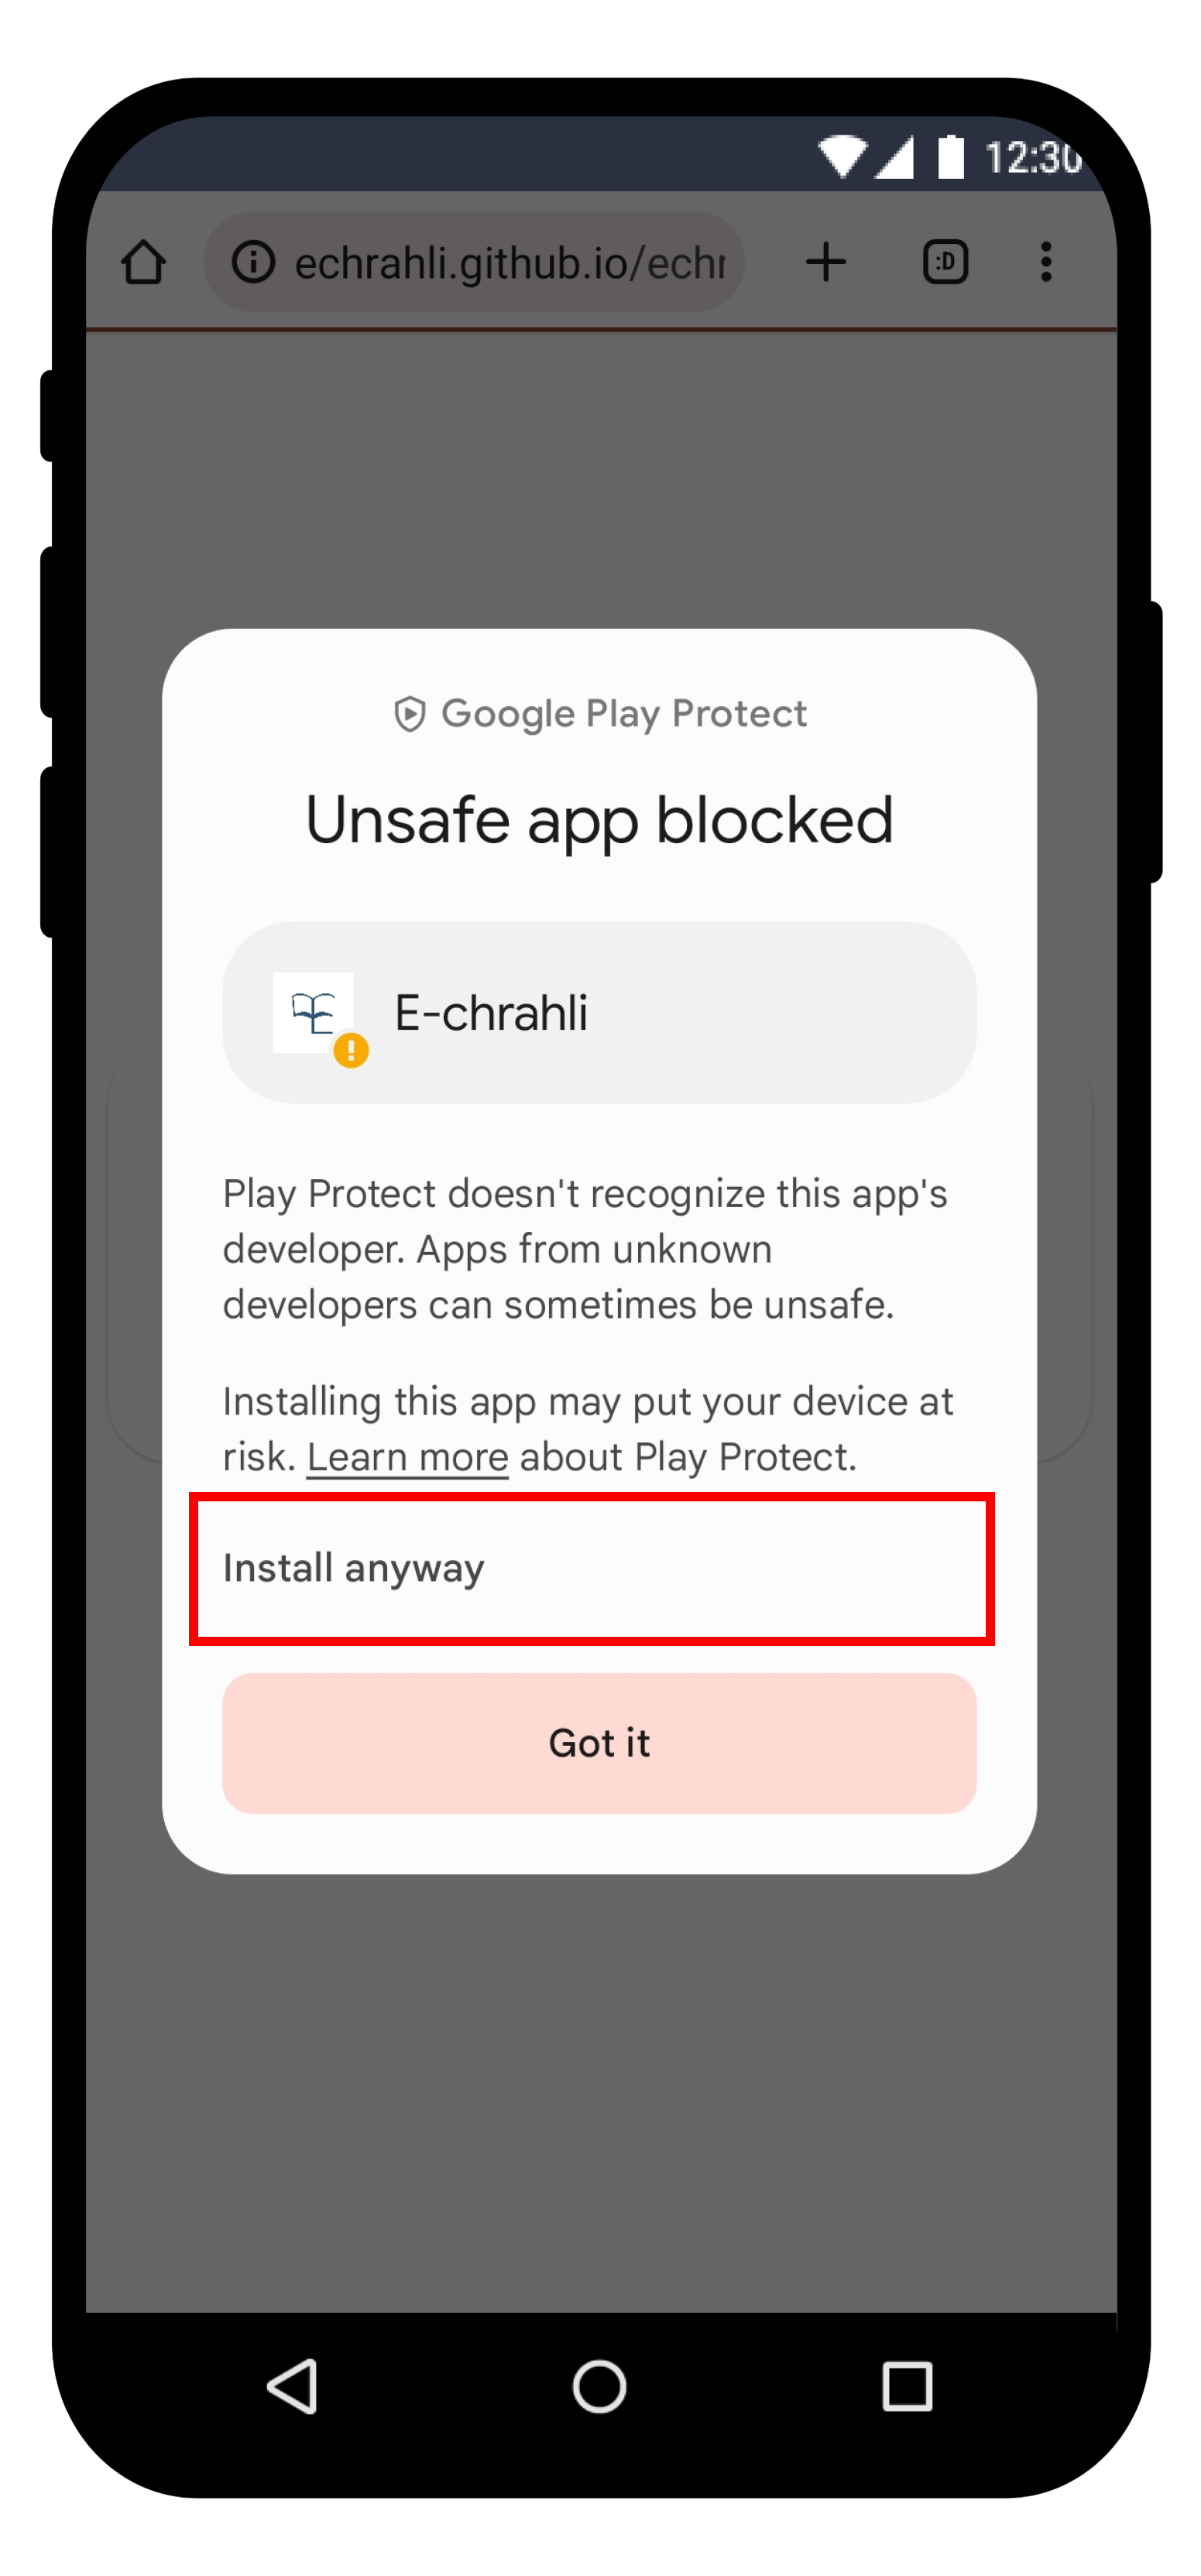 12:30
echrahli.github.io/echr
:D
Google Play Protect
Unsafe app blocked
E-chrahli
Play Protect doesn't recognize this app's
developer. Apps from unknown
developers can sometimes be unsafe.
Installing this app may put your device at
risk. Learn more about Play Protect.
Install anyway
Got it